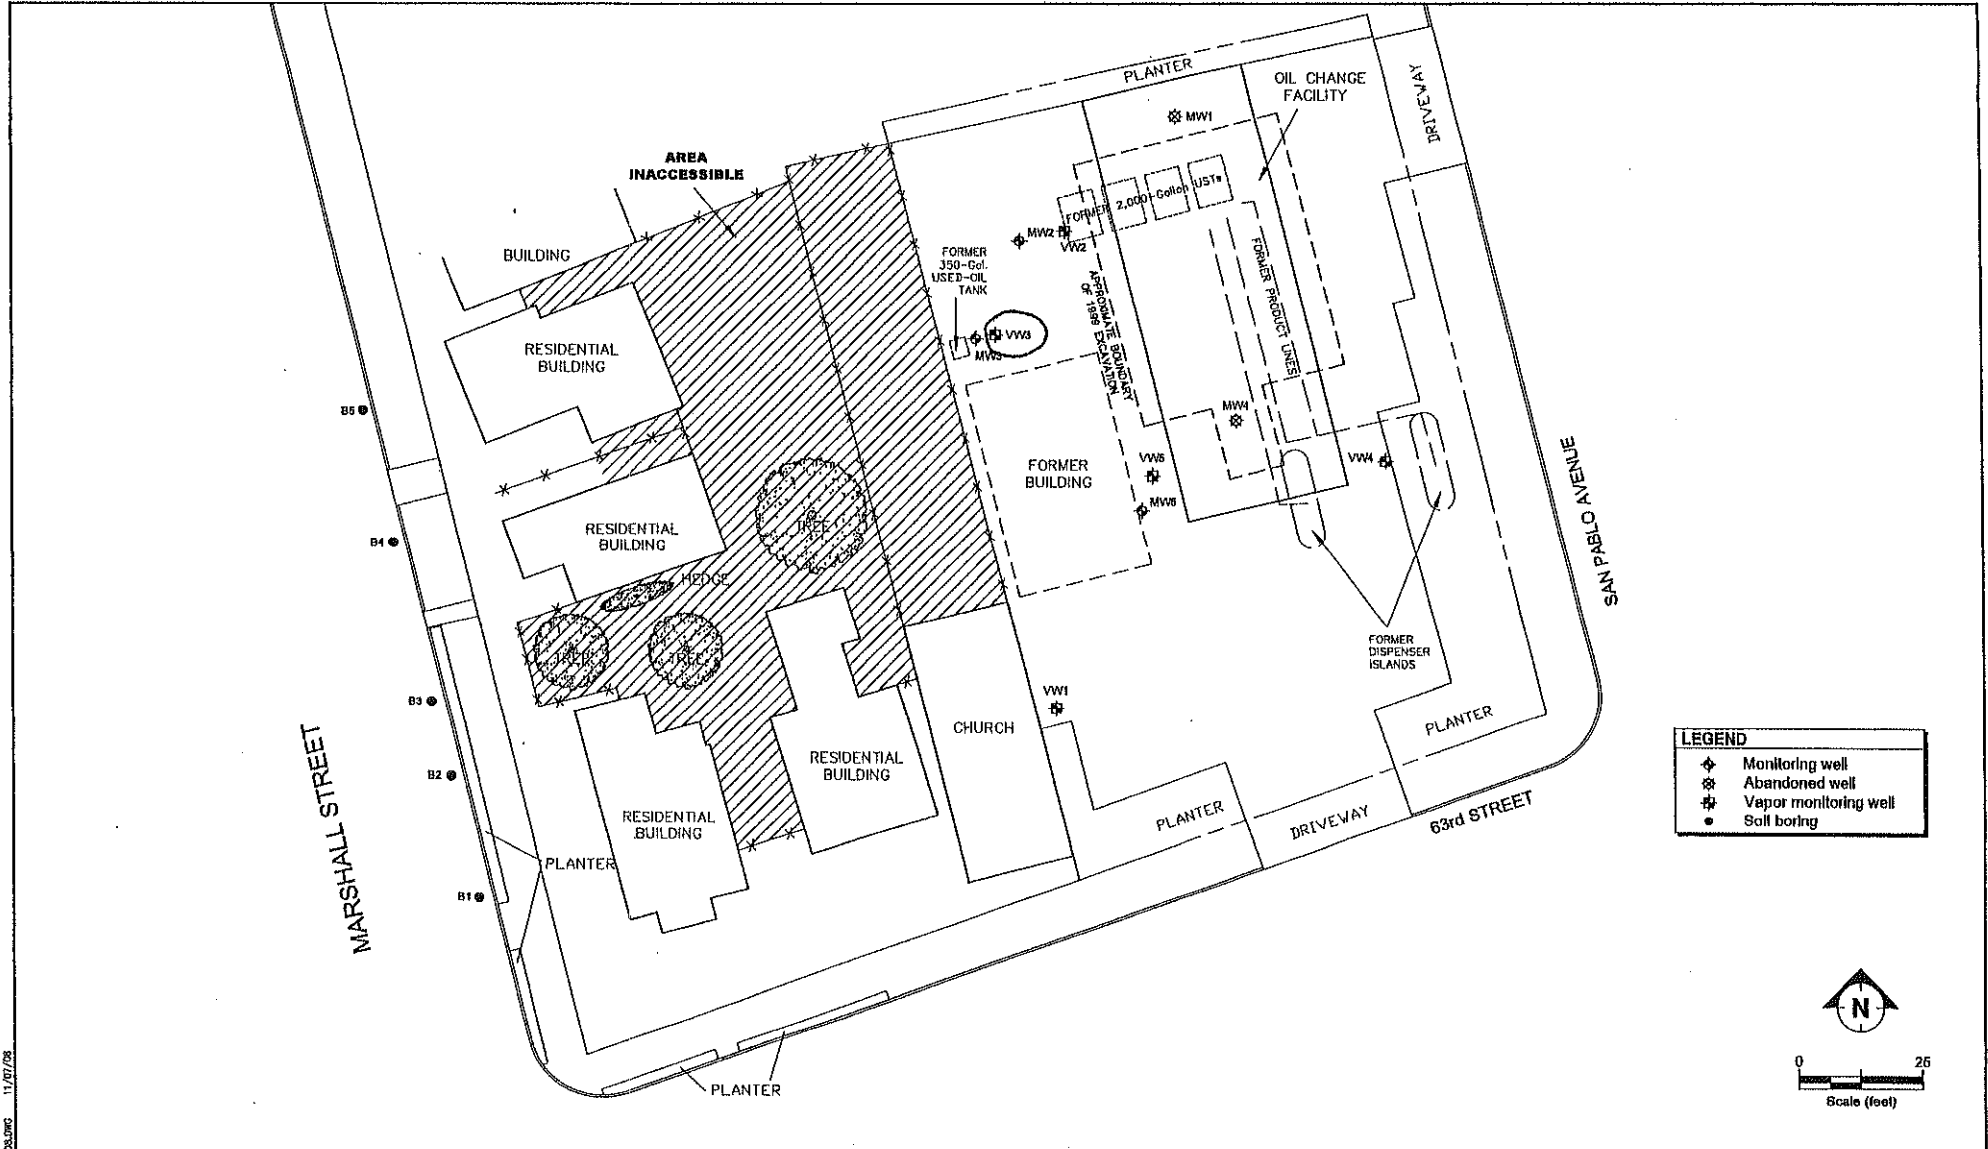 PLANTER
OIL CHANGE
FACILITY
DRIVEWAY
MW1
AREA
INACCESSIBLE
FORMER 2,000-Gallon USTs
MW2
VW2
BUILDING
FORMER
350-Gal.
USED-OIL
TANK
FORMER PRODUCT LINES
APPROXIMATE BOUNDARY
OF 1999 EXCAVATION
VW3
MW3
RESIDENTIAL
BUILDING
B5
MW4
FORMER
BUILDING
VW5
VW4
MW6
SAN PABLO AVENUE
TREE
RESIDENTIAL
BUILDING
B4
HEDGE
TREE
TREE
FORMER
DISPENSER
ISLANDS
B3
VW1
CHURCH
PLANTER
MARSHALL STREET
RESIDENTIAL
BUILDING
B2
RESIDENTIAL
BUILDING
PLANTER
DRIVEWAY
63rd STREET
LEGEND
Monitoring well
Abandoned well
Vapor monitoring well
Soil boring
PLANTER
B1
N
0 25
Scale (feet)
PLANTER
11/07/08